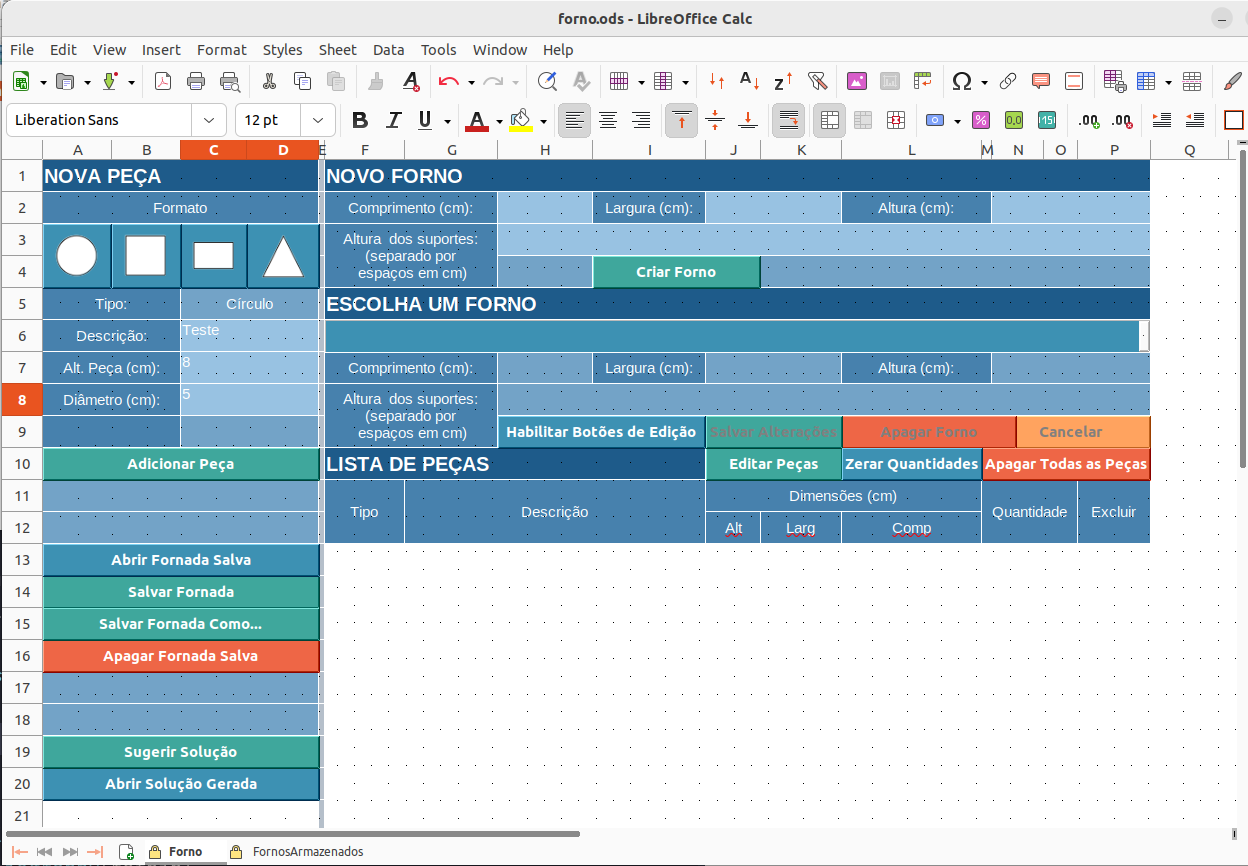 forno.ods - LibreOffice Calc
File Edit View Insert Format Styles Sheet Data Tools Window Help
Liberation Sans 12 pt
A B C D E F G H I J K L M N O P Q
1 NOVA PEÇA NOVO FORNO
2 Formato Comprimento (cm): Largura (cm): Altura (cm):
3 Altura dos suportes:
(separado por
4 espaços em cm) Criar Forno
5 Tipo: Círculo ESCOLHA UM FORNO
6 Descrição: Teste
7 Alt. Peça (cm): 8 Comprimento (cm): Largura (cm): Altura (cm):
8 Diâmetro (cm): 5 Altura dos suportes:
(separado por
9 espaços em cm) Habilitar Botões de Edição Salvar Alterações Apagar Forno Cancelar
10 Adicionar Peça LISTA DE PEÇAS Editar Peças Zerar Quantidades Apagar Todas as Peças
11 Dimensões (cm)
Tipo Descrição Quantidade Excluir
12 Alt Larg Comp
13 Abrir Fornada Salva
14 Salvar Fornada
15 Salvar Fornada Como...
16 Apagar Fornada Salva
17
18
19 Sugerir Solução
20 Abrir Solução Gerada
21
Forno FornosArmazenados